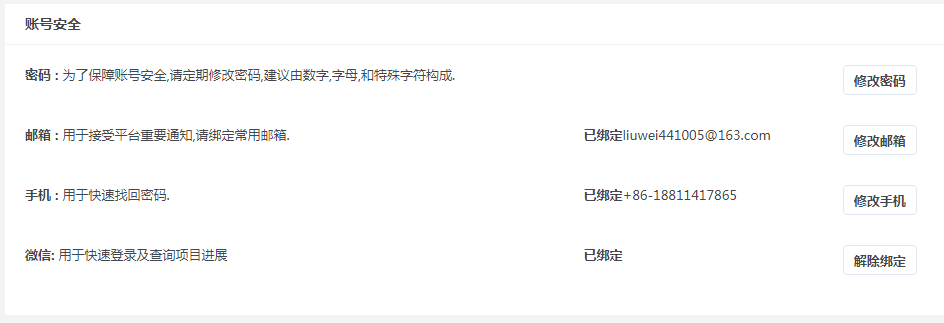 账号安全
密码 : 为了保障账号安全,请定期修改密码,建议由数字,字母,和特殊字符构成. 修改密码
邮箱 : 用于接受平台重要通知,请绑定常用邮箱. 已绑定liuwei441005@163.com 修改邮箱
手机 : 用于快速找回密码. 已绑定+86-18811417865 修改手机
微信: 用于快速登录及查询项目进展 已绑定 解除绑定